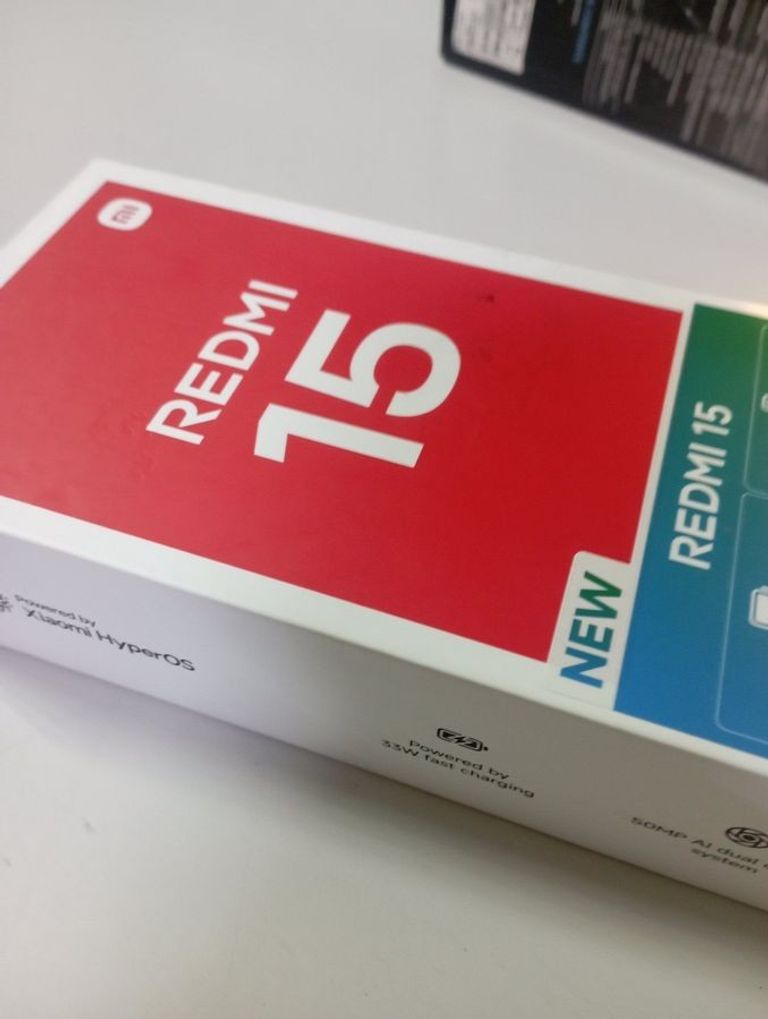 mi
REDMI
15
NEW
REDMI 15
Powered by
Xiaomi HyperOS
Powered by
33W fast charging
50MP AI dual
system